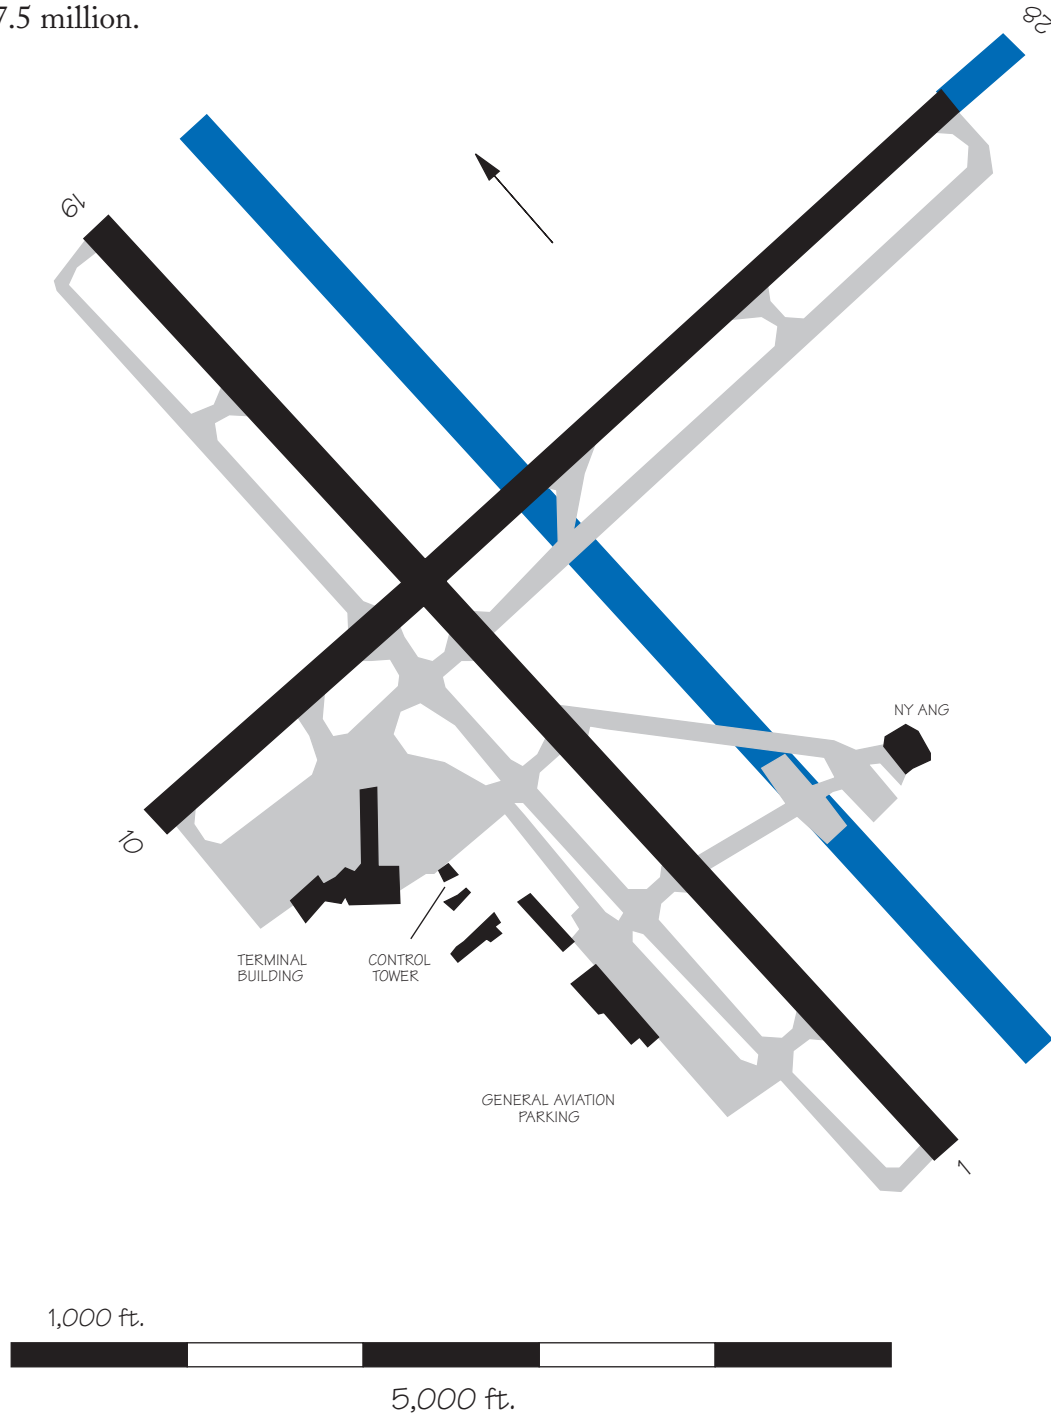 7.5 million.
28
19
NY ANG
10
TERMINAL
BUILDING
CONTROL
TOWER
GENERAL AVIATION
PARKING
1
1,000 ft.
5,000 ft.